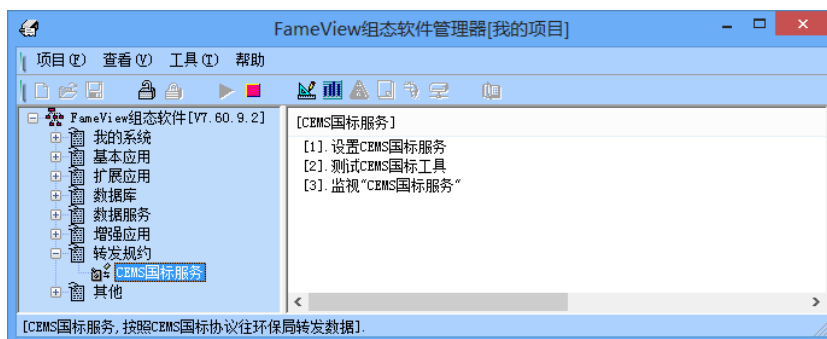 FameView组态软件管理器[我的项目]
项目(P) 查看(V) 工具(T) 帮助
FameView组态软件[V7.60.9.2]
我的系统
基本应用
扩展应用
数据库
数据服务
增强应用
转发规约
CEMS国标服务
其他
[CEMS国标服务]
[1].设置CEMS国标服务
[2].测试CEMS国标工具
[3].监视“CEMS国标服务”
[CEMS国标服务,按照CEMS国标协议往环保局转发数据].